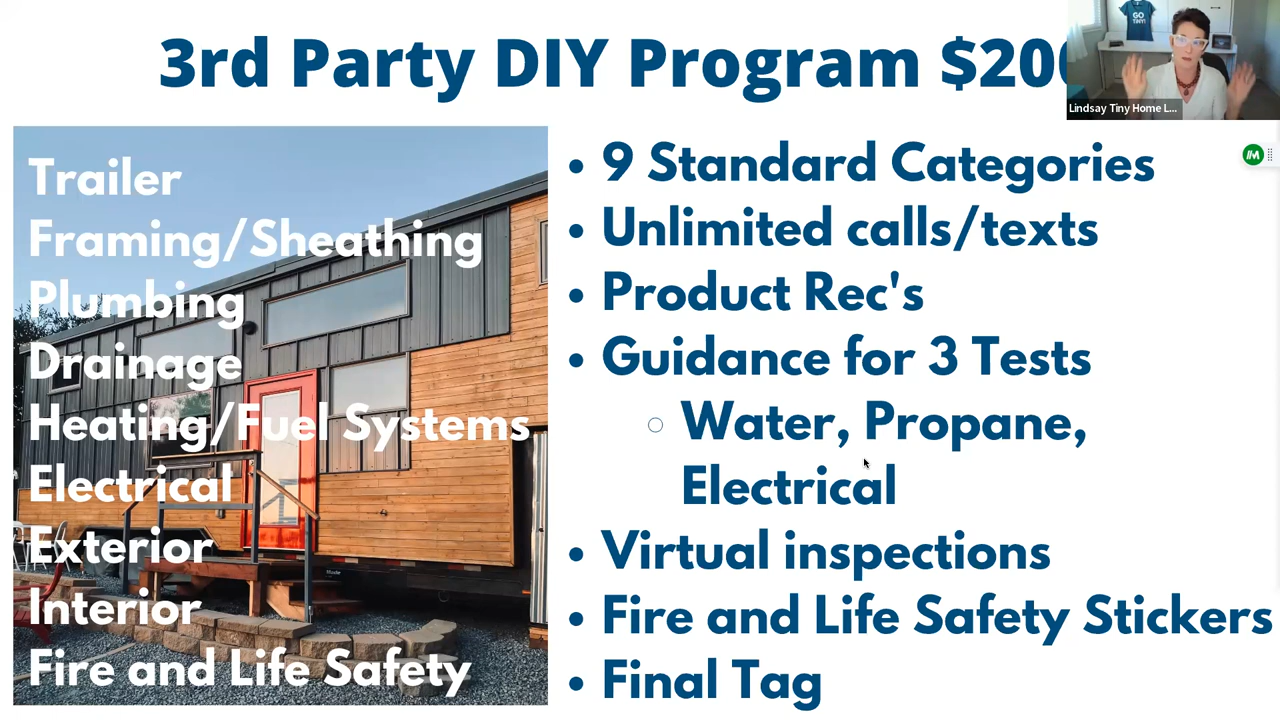 3rd Party DIY Program $200
GO
TINY!
Lindsay Tiny Home L...
Trailer
Framing/Sheathing
Plumbing
Drainage
Heating/Fuel Systems
Electrical
Exterior
Interior
Fire and Life Safety
• 9 Standard Categories
• Unlimited calls/texts
• Product Rec's
• Guidance for 3 Tests
○ Water, Propane,
Electrical
• Virtual inspections
• Fire and Life Safety Stickers
• Final Tag